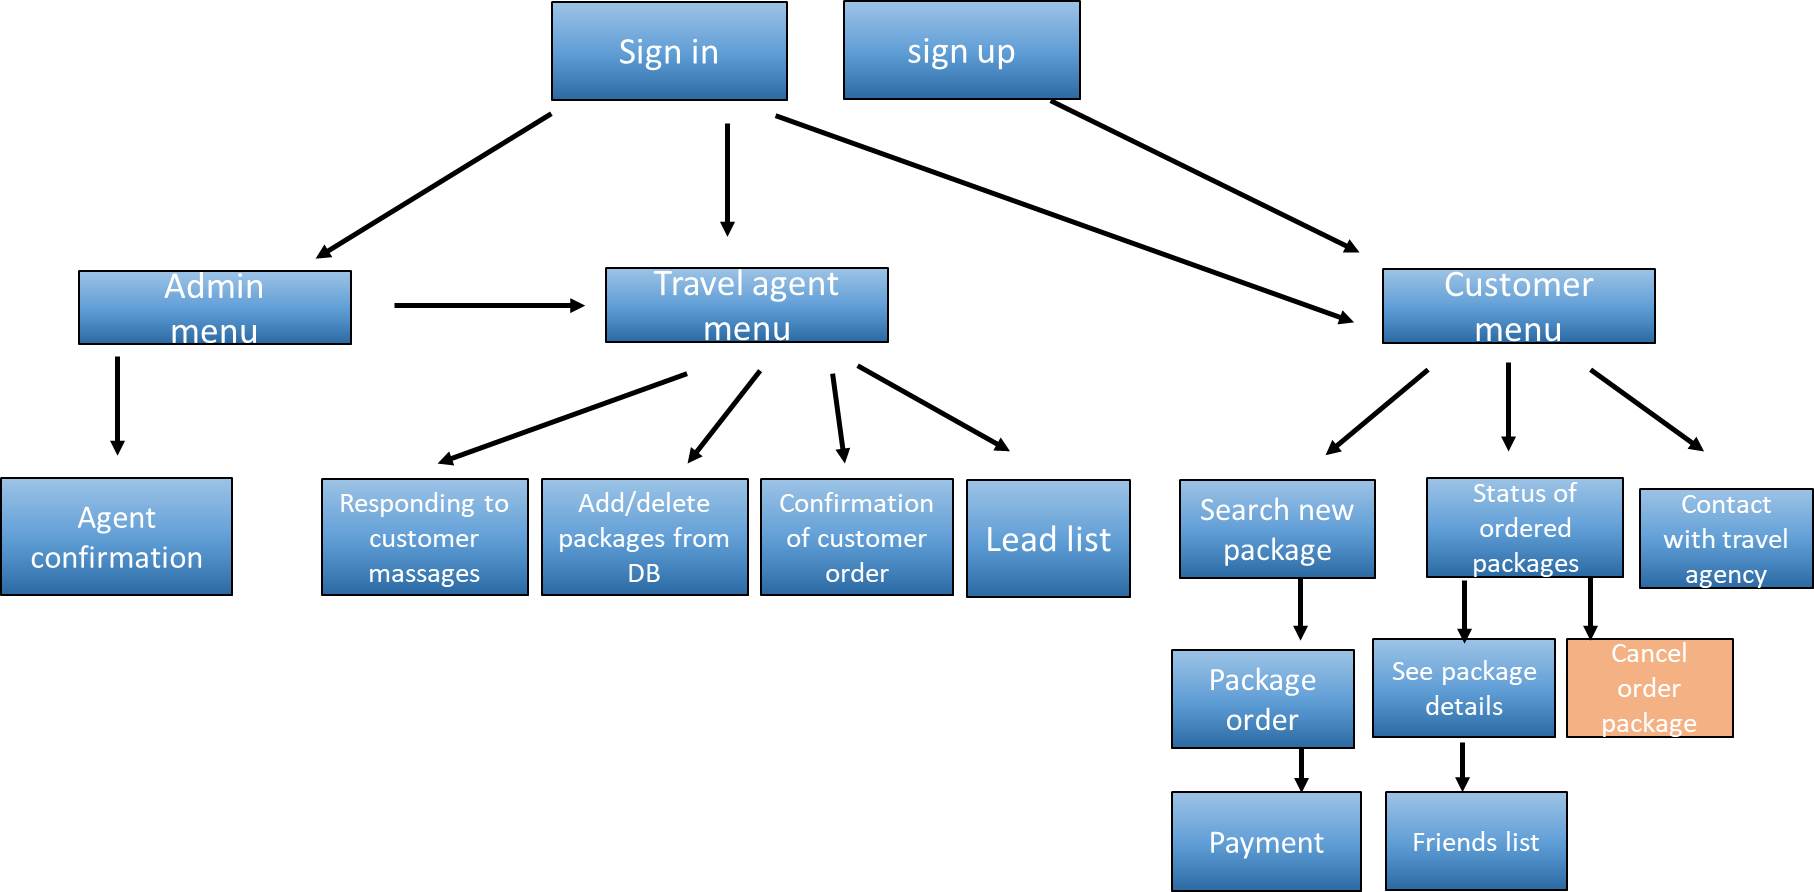 Sign in
sign up
Admin
menu
Travel agent
menu
Customer
menu
Agent
confirmation
Responding to
customer
massages
Add/delete
packages from
DB
Confirmation
of customer
order
Lead list
Search new
package
Status of
ordered
packages
Contact
with travel
agency
Package
order
See package
details
Cancel
order
package
Payment
Friends list